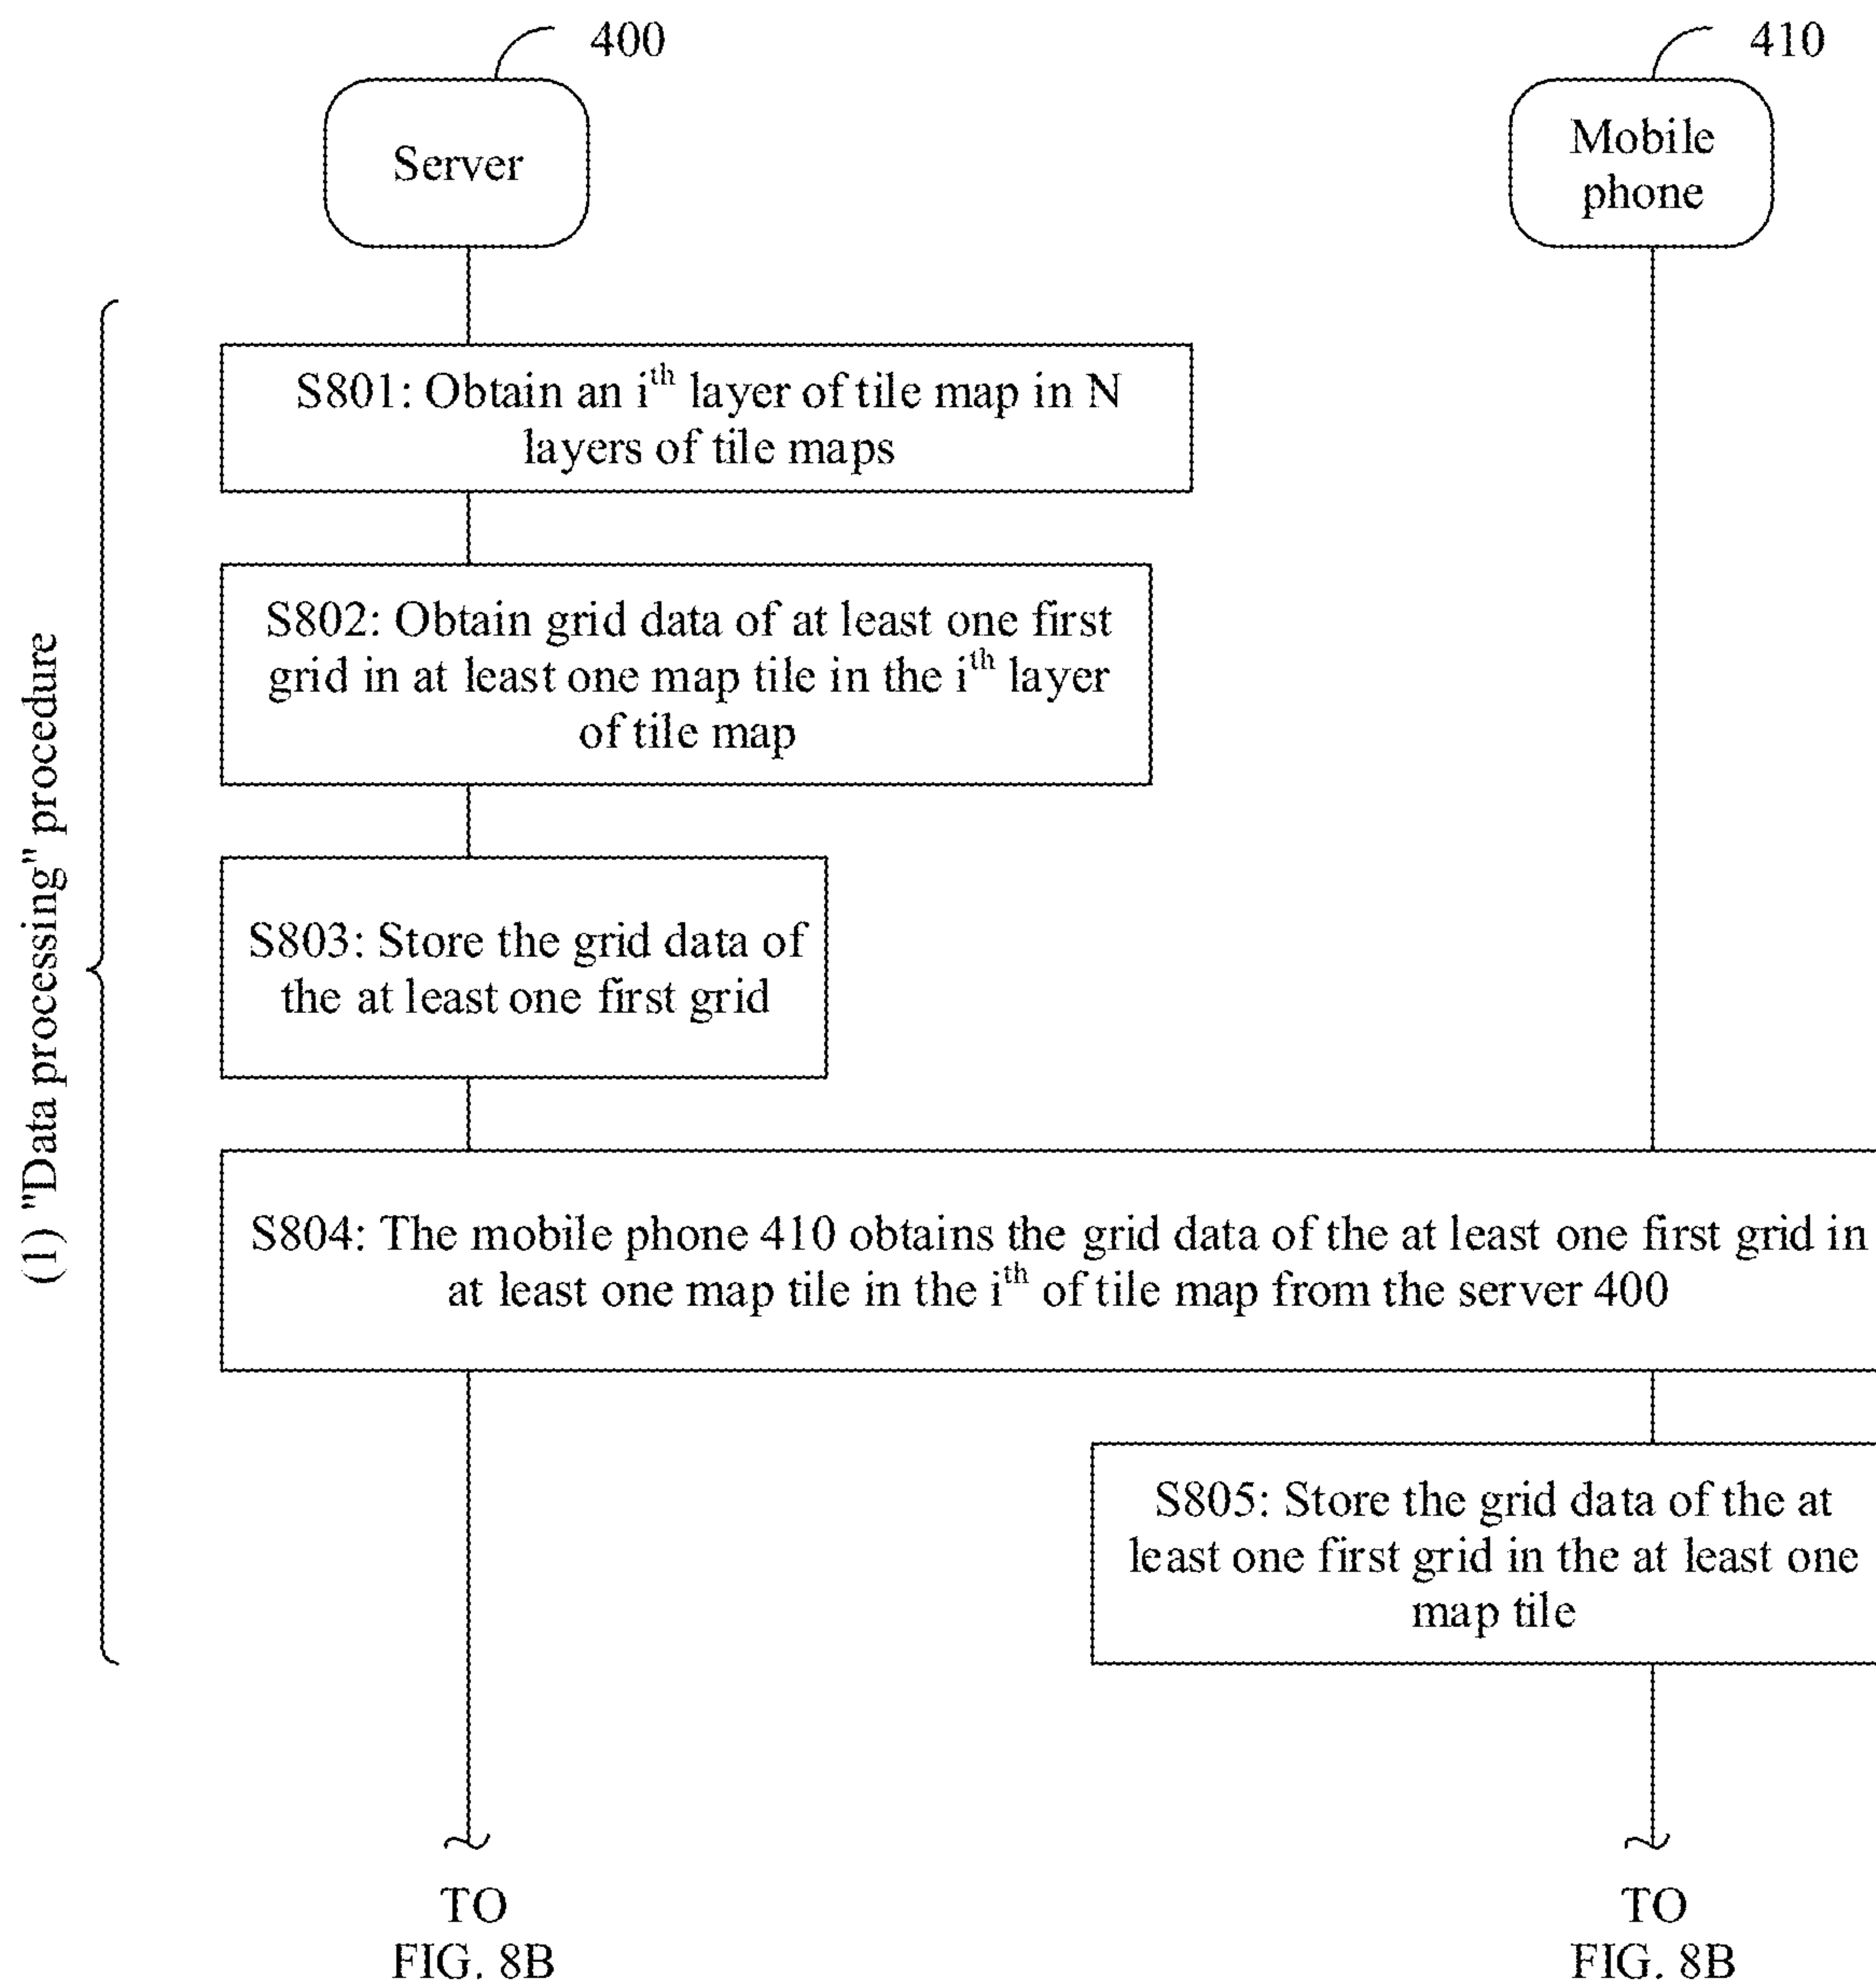 400
410
Server
Mobile
phone
(1) "Data processing" procedure
S801: Obtain an iᵗʰ layer of tile map in N
layers of tile maps
S802: Obtain grid data of at least one first
grid in at least one map tile in the iᵗʰ layer
of tile map
S803: Store the grid data of
the at least one first grid
S804: The mobile phone 410 obtains the grid data of the at least one first grid in
at least one map tile in the iᵗʰ of tile map from the server 400
S805: Store the grid data of the at
least one first grid in the at least one
map tile
TO
FIG. 8B
TO
FIG. 8B